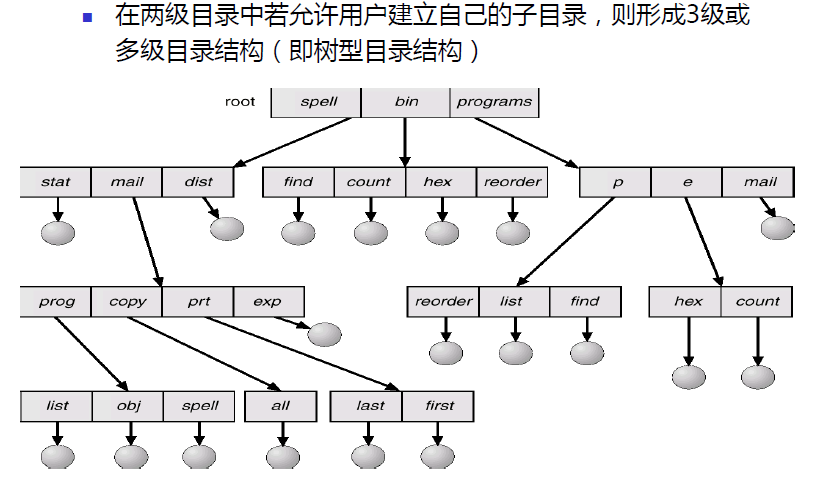 在两级目录中若允许用户建立自己的子目录，则形成3级或
多级目录结构（即树型目录结构）
root spell bin programs
stat mail dist find count hex reorder p e mail
prog copy prt exp reorder list find hex count
list obj spell all last first